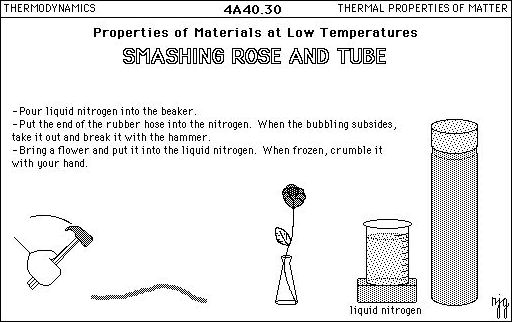 THERMODYNAMICS 4A40.30 THERMAL PROPERTIES OF MATTER
Properties of Materials at Low Temperatures
SMASHING ROSE AND TUBE
-Pour liquid nitrogen into the beaker.
-Put the end of the rubber hose into the nitrogen. When the bubbling subsides,
take it out and break it with the hammer.
-Bring a flower and put it into the liquid nitrogen. When frozen, crumble it
with your hand.
liquid nitrogen
njg